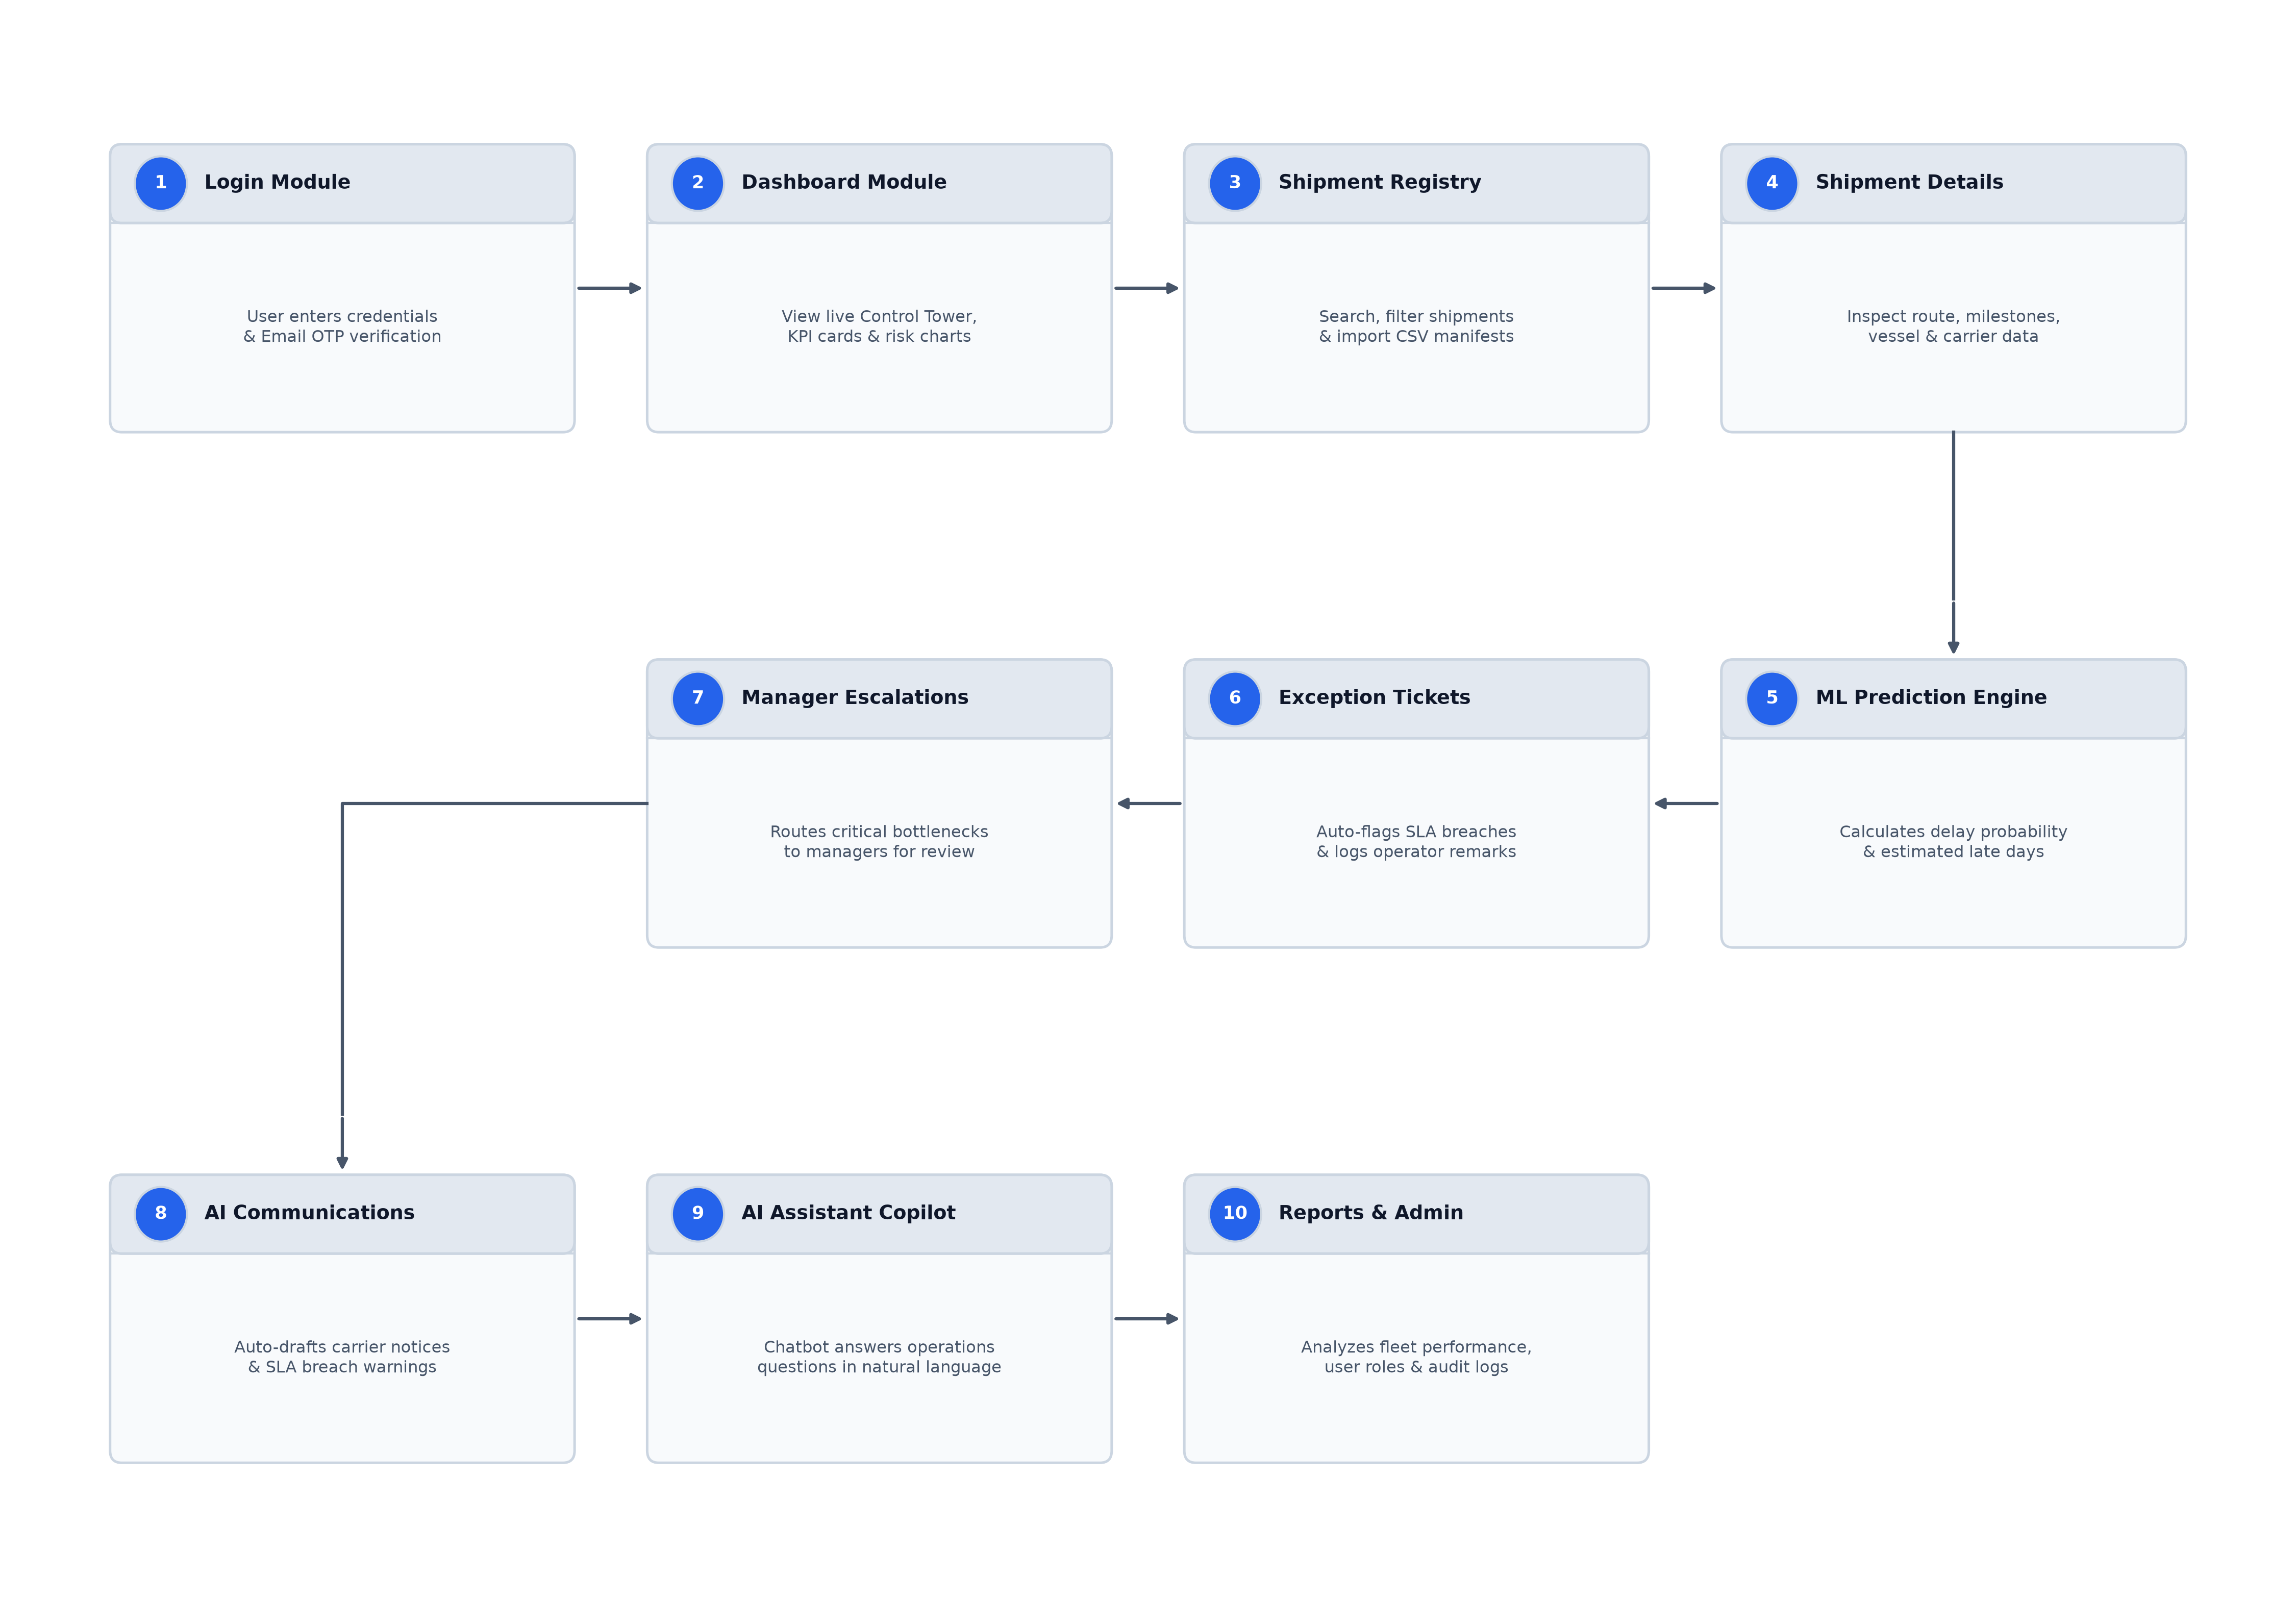 1
Login Module
User enters credentials
& Email OTP verification
2
Dashboard Module
View live Control Tower,
KPI cards & risk charts
3
Shipment Registry
Search, filter shipments
& import CSV manifests
4
Shipment Details
Inspect route, milestones,
vessel & carrier data
5
ML Prediction Engine
Calculates delay probability
& estimated late days
6
Exception Tickets
Auto-flags SLA breaches
& logs operator remarks
7
Manager Escalations
Routes critical bottlenecks
to managers for review
8
AI Communications
Auto-drafts carrier notices
& SLA breach warnings
9
AI Assistant Copilot
Chatbot answers operations
questions in natural language
10
Reports & Admin
Analyzes fleet performance,
user roles & audit logs